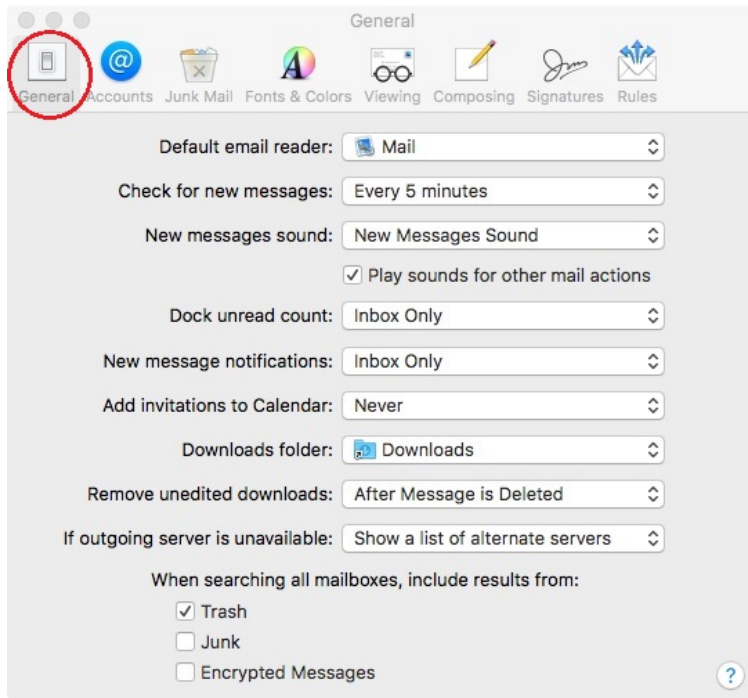 General
General Accounts Junk Mail Fonts & Colors Viewing Composing Signatures Rules
Default email reader: Mail
Check for new messages: Every 5 minutes
New messages sound: New Messages Sound
Play sounds for other mail actions
Dock unread count: Inbox Only
New message notifications: Inbox Only
Add invitations to Calendar: Never
Downloads folder: Downloads
Remove unedited downloads: After Message is Deleted
If outgoing server is unavailable: Show a list of alternate servers
When searching all mailboxes, include results from:
Trash
Junk
Encrypted Messages
?